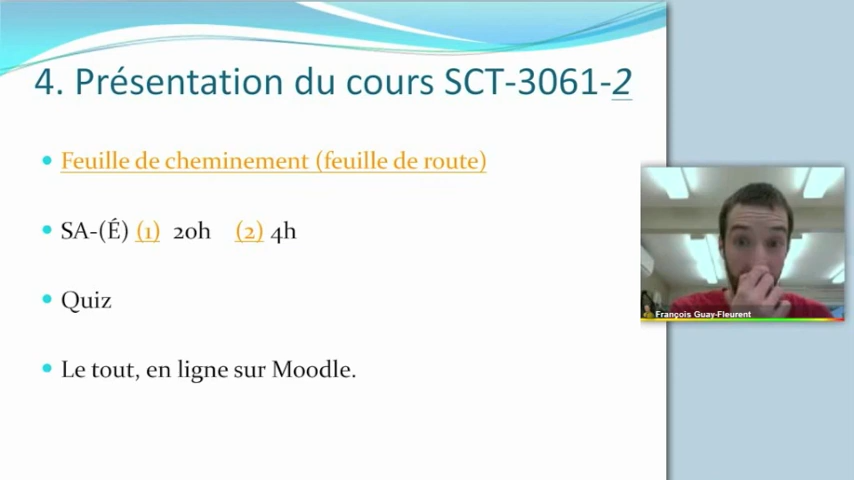 4. Présentation du cours SCT-3061-2
Feuille de cheminement (feuille de route)
SA-(É) (1) 20h (2) 4h
Quiz
Le tout, en ligne sur Moodle.
François Guay-Fleurent